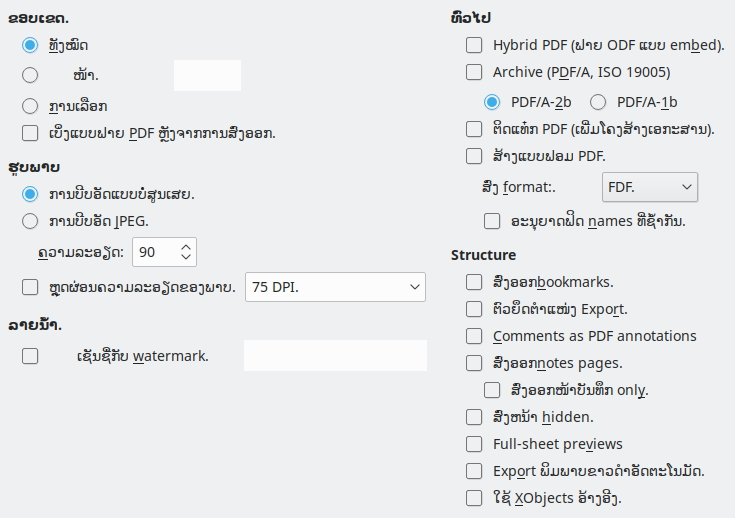 ຂອບເຂດ.
ທັງໝົດ
ໜ້າ.
ການເລືອກ
ເບິ່ງແບບຟາຍ PDF ຫຼັງຈາກການສົ່ງອອກ.
ຮູບພາບ
ການບີບອັດແບບບໍ່ສູນເສຍ.
ການບີບອັດ JPEG.
ຄວາມລະອຽດ: 90
ຫຼຸດຜ່ອນຄວາມລະອຽດຂອງພາບ. 75 DPI.
ລາຍນ້ຳ.
ເຊັນຊື່ກັບ watermark.
ທົ່ວໄປ
Hybrid PDF (ຟາຍ ODF ແບບ embed).
Archive (PDF/A, ISO 19005)
PDF/A-2b PDF/A-1b
ຕິດແທັກ PDF (ເພີ່ມໂຄງສ້າງເອກະສານ).
ສ້າງແບບຟອມ PDF.
ສົ່ງ format:. FDF.
ອະນຸຍາດຟິດ names ທີ່ຊ້ຳກັນ.
Structure
ສົ່ງອອກbookmarks.
ຕົວຍຶດຕຳແໜ່ງ Export.
Comments as PDF annotations
ສົ່ງອອກnotes pages.
ສົ່ງອອກໜ້າບັນທຶກ only.
ສົ່ງຫນ້າ hidden.
Full-sheet previews
Export ພິມພາບຂາວດຳອັດຕະໂນມັດ.
ໃຊ້ XObjects ອ້າງອີງ.